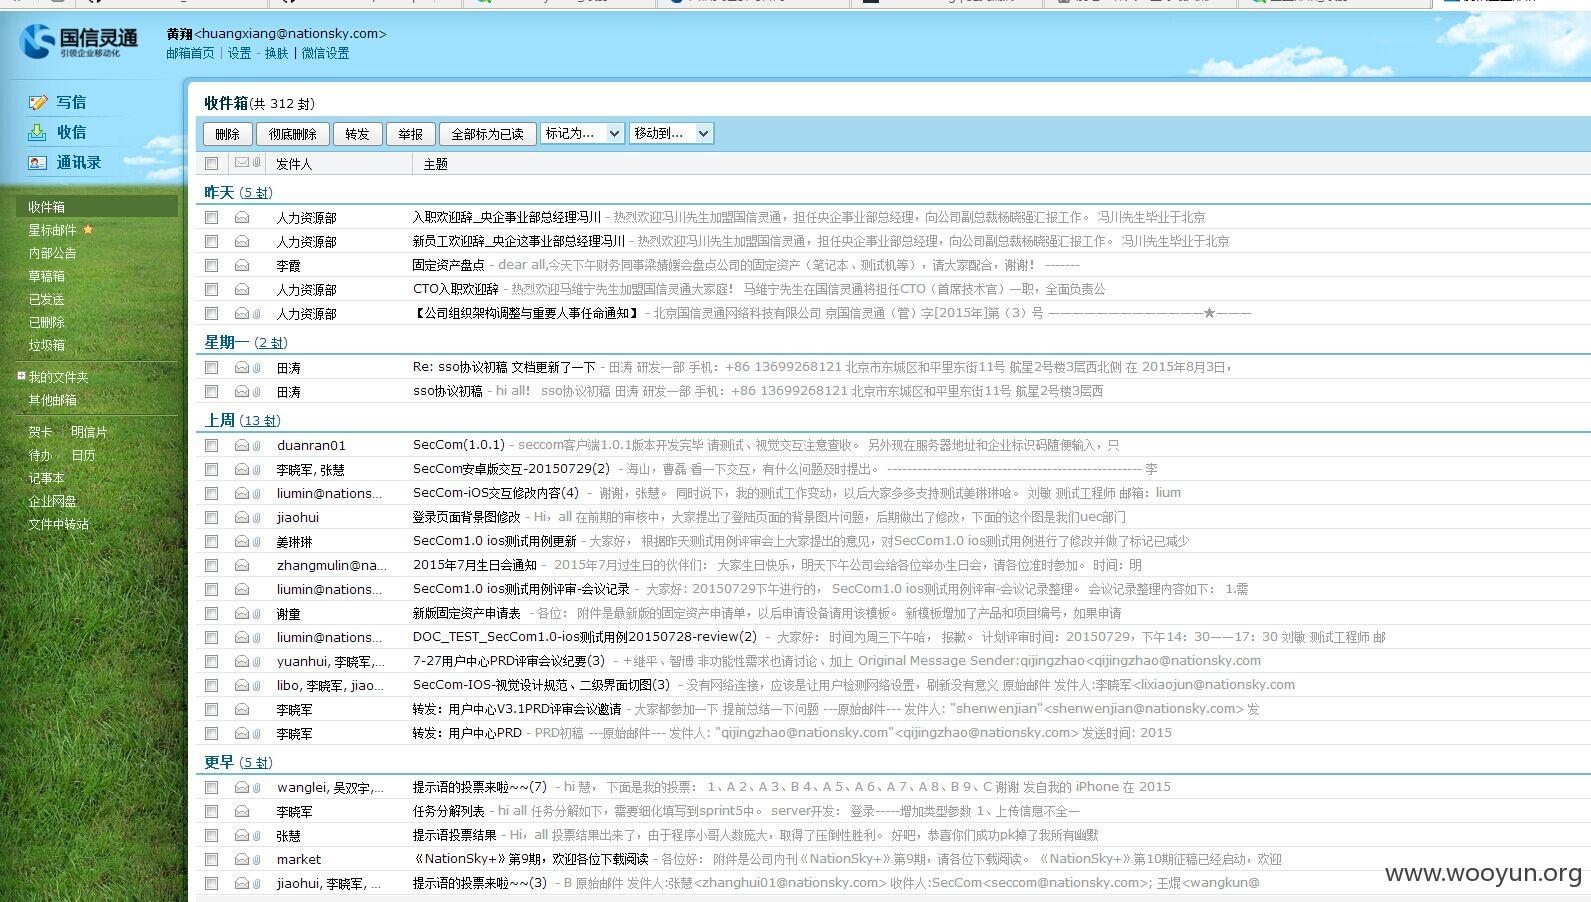 国信灵通
引领企业移动化
黄翔<huangxiang@nationsky.com>
邮箱首页 | 设置 - 换肤 | 微信设置
写信
收信
通讯录
收件箱
星标邮件
内部公告
草稿箱
已发送
已删除
垃圾箱
我的文件夹
其他邮箱
贺卡 | 明信片
待办 日历
记事本
企业网盘
文件中转站
收件箱(共 312 封)
删除 彻底删除 转发 举报 全部标为已读 标记为... 移动到...
发件人 主题
昨天 (5 封)
人力资源部 入职欢迎辞_央企事业部总经理冯川 - 热烈欢迎冯川先生加盟国信灵通，担任央企事业部总经理，向公司副总裁杨晓强汇报工作。 冯川先生毕业于北京
人力资源部 新员工欢迎辞_央企这事业部总经理冯川 - 热烈欢迎冯川先生加盟国信灵通，担任央企事业部总经理，向公司副总裁杨晓强汇报工作。 冯川先生毕业于北京
李霞 固定资产盘点 - dear all,今天下午财务同事梁婧媛会盘点公司的固定资产（笔记本、测试机等），请大家配合，谢谢！ -------
人力资源部 CTO入职欢迎辞 - 热烈欢迎马维宁先生加盟国信灵通大家庭！ 马维宁先生在国信灵通将担任CTO（首席技术官）一职，全面负责公
人力资源部 【公司组织架构调整与重要人事任命通知】 - 北京国信灵通网络科技有限公司 京国信灵通（管）字[2015年]第（3）号 —————————————★———
星期一 (2 封)
田涛 Re: sso协议初稿 文档更新了一下 - 田涛 研发一部 手机：+86 13699268121 北京市东城区和平里东街11号 航星2号楼3层西北侧 在 2015年8月3日，
田涛 sso协议初稿 - hi all！ sso协议初稿 田涛 研发一部 手机：+86 13699268121 北京市东城区和平里东街11号 航星2号楼3层西
上周 (13 封)
duanran01 SecCom(1.0.1) - seccom客户端1.0.1版本开发完毕 请测试、视觉交互注意查收。 另外现在服务器地址和企业标识码随便输入，只
李晓军, 张慧 SecCom安卓版交互-20150729(2) - 海山，曹磊 看一下交互，有什么问题及时提出。 ------------------------------------------------ 李
liumin@nations... SecCom-iOS交互修改内容(4) - 谢谢，张慧。 同时说下，我的测试工作变动，以后大家多多支持测试姜琳琳哈。 刘敏 测试工程师 邮箱：lium
jiaohui 登录页面背景图修改 - Hi，all 在前期的审核中，大家提出了登陆页面的背景图片问题，后期做出了修改，下面的这个图是我们uec部门
姜琳琳 SecCom1.0 ios测试用例更新 - 大家好， 根据昨天测试用例评审会上大家提出的意见，对SecCom1.0 ios测试用例进行了修改并做了标记已减少
zhangmulin@na... 2015年7月生日会通知 - 2015年7月过生日的伙伴们： 大家生日快乐，明天下午公司会给各位举办生日会，请各位准时参加。 时间：明
liumin@nations... SecCom1.0 ios测试用例评审-会议记录 - 大家好：20150729下午进行的， SecCom1.0 ios测试用例评审-会议记录整理。 会议记录整理内容如下： 1.需
谢童 新版固定资产申请表 - 各位： 附件是最新版的固定资产申请单，以后申请设备请用该模板。 新模板增加了产品和项目编号，如果申请
liumin@nations... DOC_TEST_SecCom1.0-ios测试用例20150728-review(2) - 大家好： 时间为周三下午哈， 报歉。 计划评审时间：20150729，下午14：30——17：30 刘敏 测试工程师 邮
yuanhui, 李晓军,... 7-27用户中心PRD评审会议纪要(3) - +继平、智博 非功能性需求也请讨论、加上 Original Message Sender:qijingzhao<qijingzhao@nationsky.com
libo, 李晓军, jiao... SecCom-IOS-视觉设计规范、二级界面切图(3) - 没有网络连接，应该是让用户检测网络设置，刷新没有意义 原始邮件 发件人:李晓军<lixiaojun@nationsky.com
李晓军 转发：用户中心V3.1PRD评审会议邀请 - 大家都参加一下 提前总结一下问题 ---原始邮件--- 发件人: "shenwenjian"<shenwenjian@nationsky.com> 发
李晓军 转发：用户中心PRD - PRD初稿 ---原始邮件--- 发件人: "qijingzhao@nationsky.com"<qijingzhao@nationsky.com> 发送时间: 2015
更早 (5 封)
wanglei, 吴双宇,... 提示语的投票来啦~~(7) - hi 慧， 下面是我的投票： 1、A 2、A 3、B 4、A 5、A 6、A 7、A 8、B 9、C 谢谢 发自我的 iPhone 在 2015
李晓军 任务分解列表 - hi all 任务分解如下，需要细化填写到sprint5中。 server开发： 登录-----增加类型参数 1、上传信息不全一
张慧 提示语投票结果 - Hi，all 投票结果出来了，由于程序小哥人数庞大，取得了压倒性胜利。 好吧，恭喜你们成功pk掉了我所有幽默
market 《NationSky+》第9期，欢迎各位下载阅读 - 各位好： 附件是公司内刊《NationSky+》第9期，请各位下载阅读。 《NationSky+》第10期征稿已经启动，欢迎
jiaohui, 李晓军, ... 提示语的投票来啦~~(3) - B 原始邮件 发件人:张慧<zhanghui01@nationsky.com> 收件人:SecCom<seccom@nationsky.com>; 王焜<wangkun@
www.wooyun.org